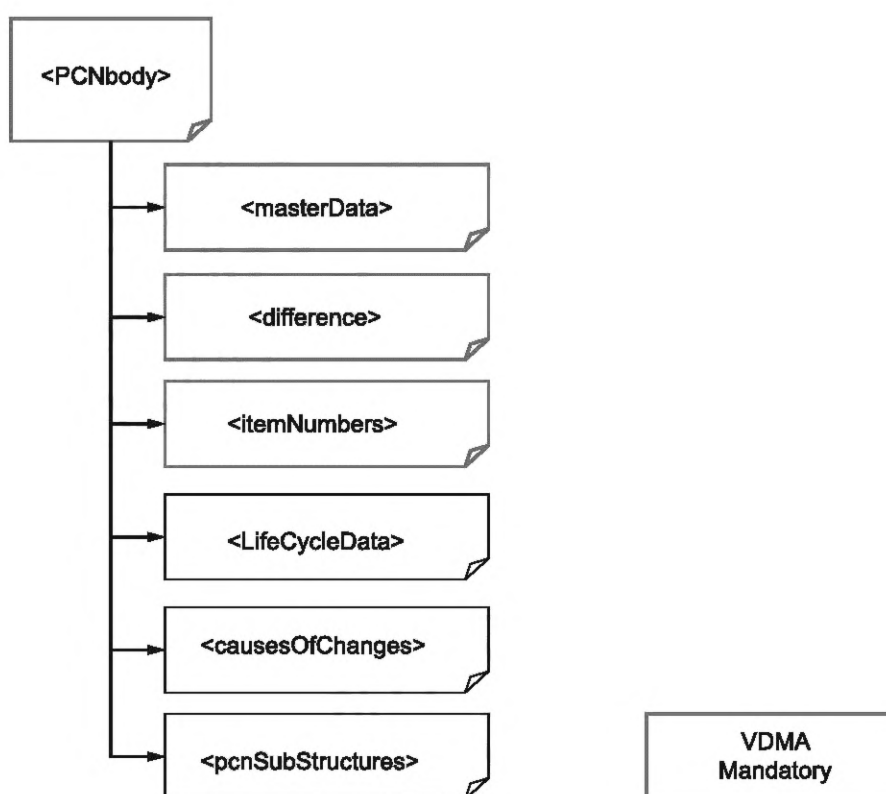 <PCNbody>
<masterData>
<difference>
<itemNumbers>
<LifeCycleData>
<causesOfChanges>
<pcnSubStructures>
VDMA
Mandatory